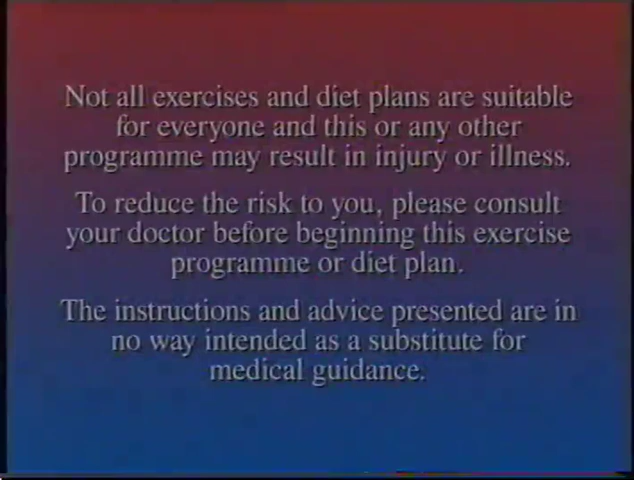 Not all exercises and diet plans are suitable
for everyone and this or any other
programme may result in injury or illness.
To reduce the risk to you, please consult
your doctor before beginning this exercise
programme or diet plan.
The instructions and advice presented are in
no way intended as a substitute for
medical guidance.